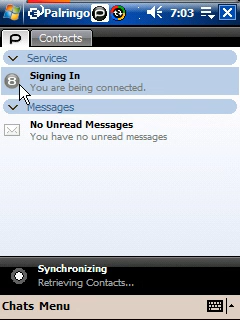 Palringo 7:03
Contacts
Services
Signing In
You are being connected.
Messages
No Unread Messages
You have no unread messages
Synchronizing
Retrieving Contacts...
Chats Menu